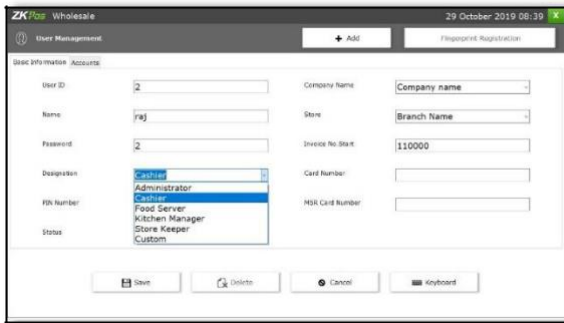 ZKPos Wholesale 29 October 2019 08:39 X
User Management + Add Fingerprint Registration
Basic Information Accounts
User ID 2 Company Name Company name
Name raj Store Branch Name
Password 2 Invoice No.Start 110000
Designation Cashier Card Number
Administrator
Cashier
PIN Number Food Server MSR Card Number
Kitchen Manager
Status Store Keeper
Custom
Save Delete Cancel Keyboard